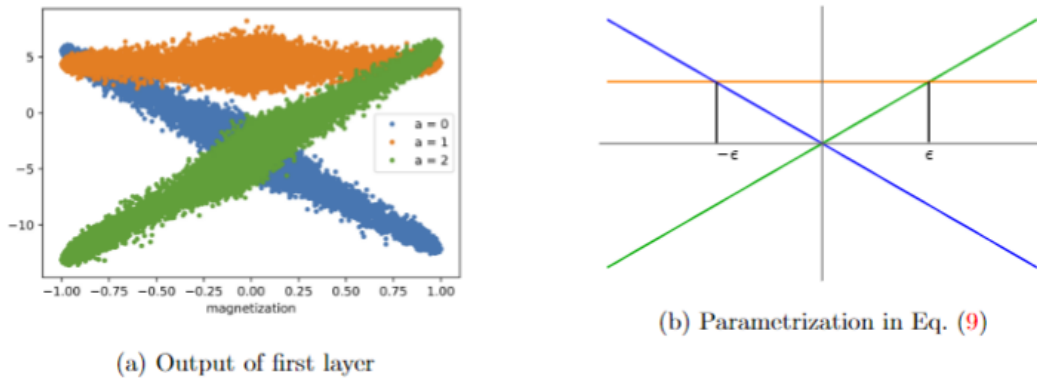 5
0
−5
−10
a = 0
a = 1
a = 2
−1.00 −0.75 −0.50 −0.25 0.00 0.25 0.50 0.75 1.00
magnetization
(a) Output of first layer
−ϵ ϵ
(b) Parametrization in Eq. (9)